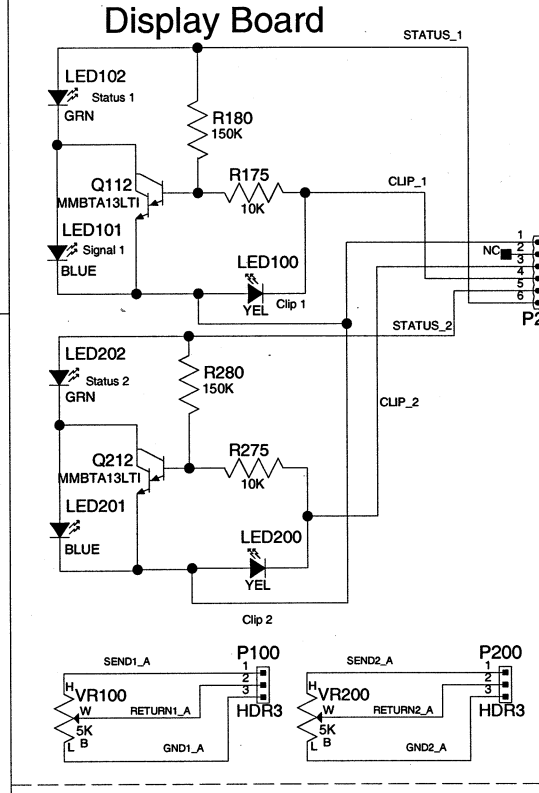 Display Board
STATUS_1
LED102
Status 1
GRN
R180
150K
R175
10K
CLIP_1
Q112
MMBTA13LTI
LED101
Signal 1
BLUE
LED100
YEL
Clip 1
1
NC
2
3
4
5
6
STATUS_2
LED202
Status 2
GRN
R280
150K
CLIP_2
R275
10K
Q212
MMBTA13LTI
LED201
BLUE
LED200
YEL
Clip 2
SEND1_A
P100
1
2
3
HDR3
H
VR100
W
RETURN1_A
5K
L
B
GND1_A
SEND2_A
P200
1
2
3
HDR3
H
VR200
W
RETURN2_A
5K
L
B
GND2_A